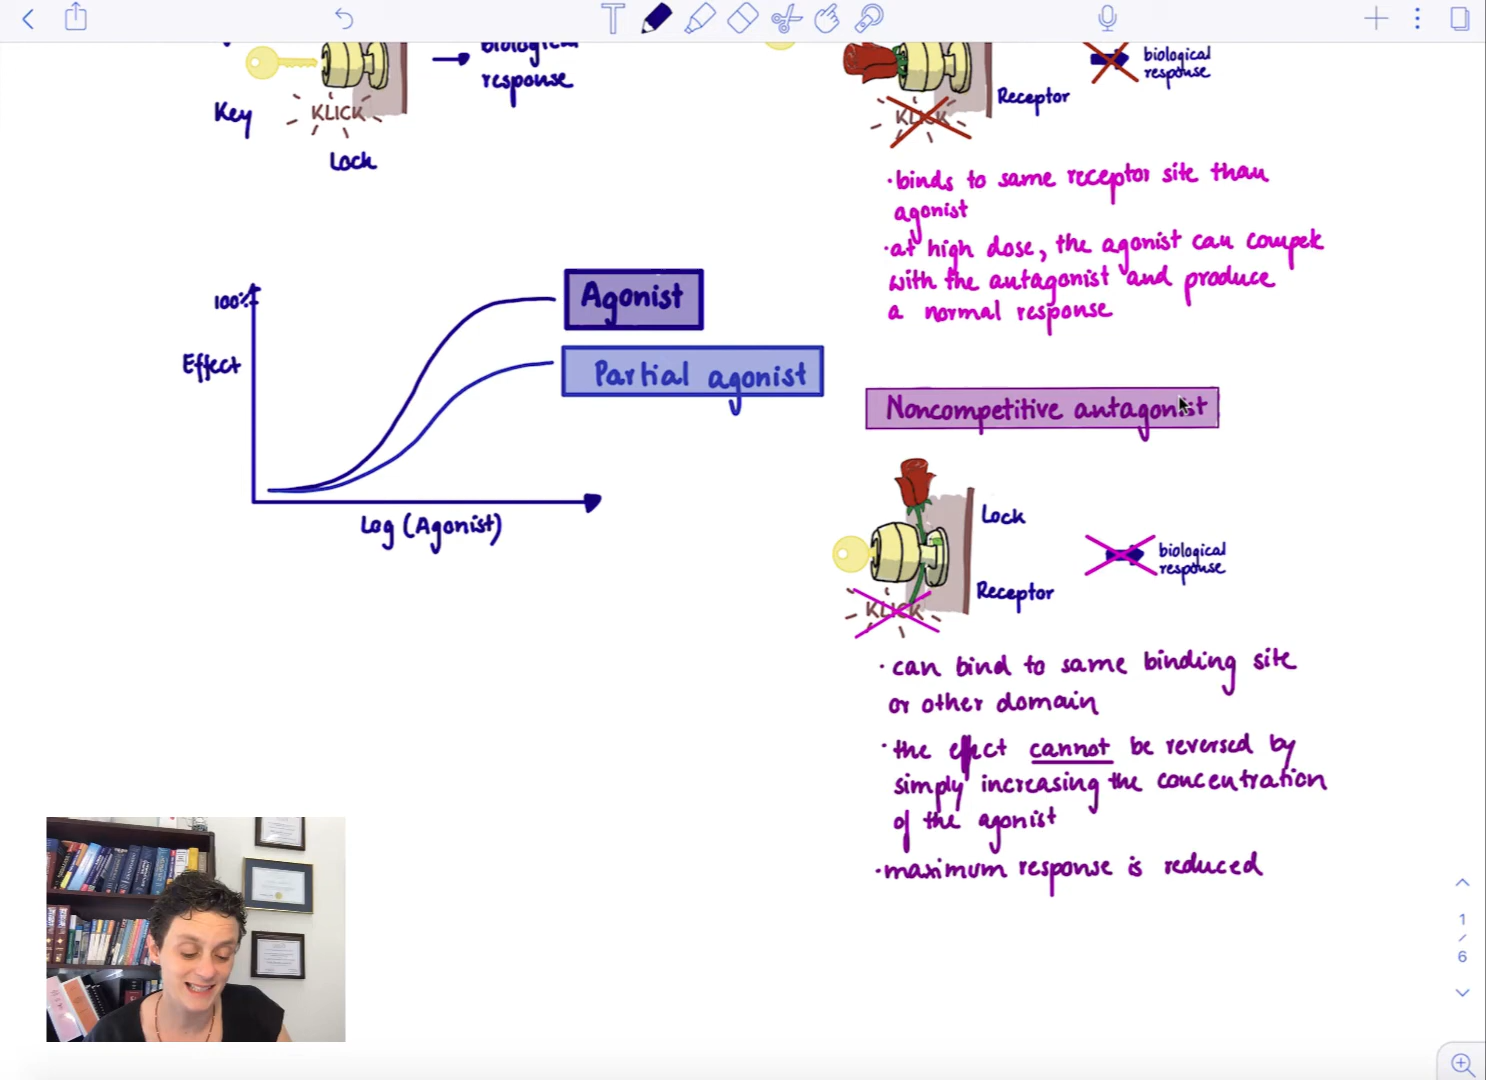 biological
response
Key
KLICK
Lock
biological
response
Receptor
KLICK
·binds to same receptor site than
agonist
·at high dose, the agonist can compete
with the antagonist and produce
a normal response
100%
Effect
Agonist
Partial agonist
Log (Agonist)
Noncompetitive antagonist
Lock
biological
response
Receptor
KLICK
· can bind to same binding site
or other domain
· the effect cannot be reversed by
simply increasing the concentration
of the agonist
·maximum response is reduced
T
1
/
6